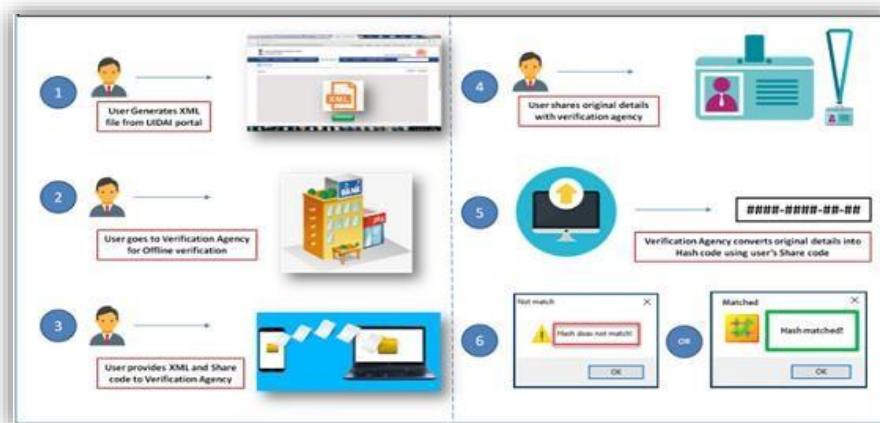 1
User Generates XML
file from UIDAI portal
XML
2
User goes to Verification Agency
for Offline verification
BANK
3
User provides XML and Share
code to Verification Agency
4
User shares original details
with verification agency
5
####-####-##-##
Verification Agency converts original details into
Hash code using user's Share code
6
Not match
Hash does not match!
OK
OR
Matched
Hash matched!
OK